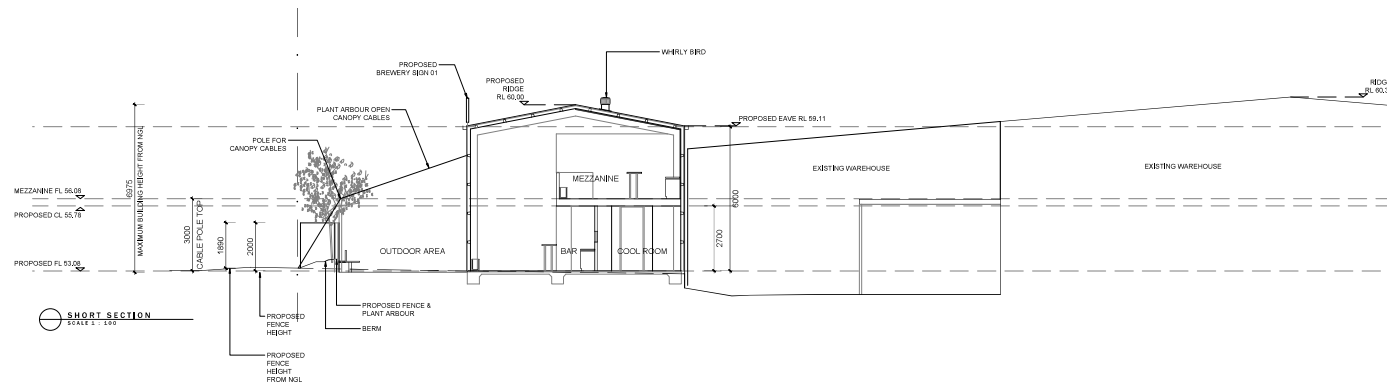 WHIRLY BIRD
PROPOSED
BREWERY SIGN 01
PROPOSED
RIDGE
RL 60.00
RIDG
RL 60.3
PLANT ARBOUR OPEN
CANOPY CABLES
PROPOSED EAVE RL 59.11
POLE FOR
CANOPY CABLES
EXISTING WAREHOUSE
EXISTING WAREHOUSE
MEZZANINE
MEZZANINE FL 56.08
PROPOSED CL 55.78
PROPOSED FL 53.08
6975
MAXIMUM BUILDING HEIGHT FROM NGL
3000
CABLE POLE TOP
1890
2000
6000
2700
OUTDOOR AREA
BAR
COOL ROOM
PROPOSED FENCE &
PLANT ARBOUR
BERM
PROPOSED
FENCE
HEIGHT
PROPOSED
FENCE
HEIGHT
FROM NGL
SHORT SECTION
SCALE 1 : 100